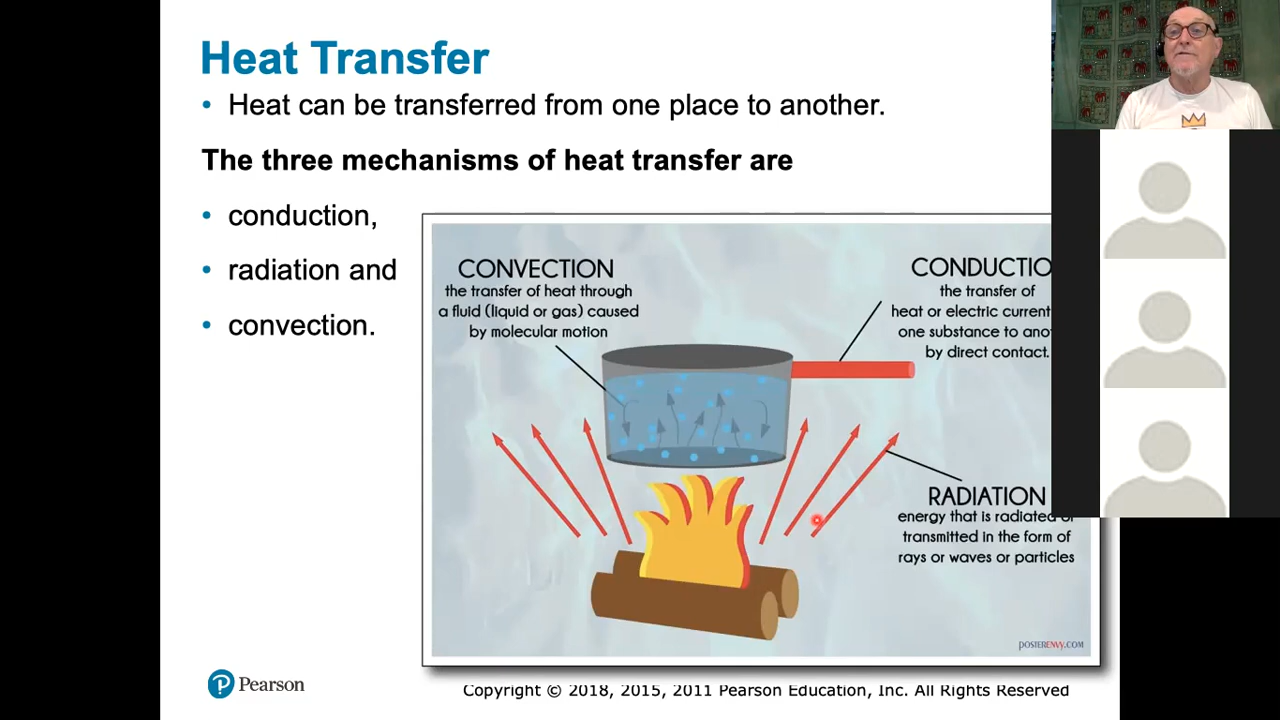 Heat Transfer
• Heat can be transferred from one place to another.
The three mechanisms of heat transfer are
• conduction,
• radiation and
• convection.
CONVECTION
the transfer of heat through
a fluid (liquid or gas) caused
by molecular motion
CONDUCTIO
the transfer of
heat or electric current
one substance to ano
by direct contact.
RADIATION
energy that is radiated or
transmitted in the form of
rays or waves or particles
POSTERENVY.COM
P Pearson
Copyright © 2018, 2015, 2011 Pearson Education, Inc. All Rights Reserved